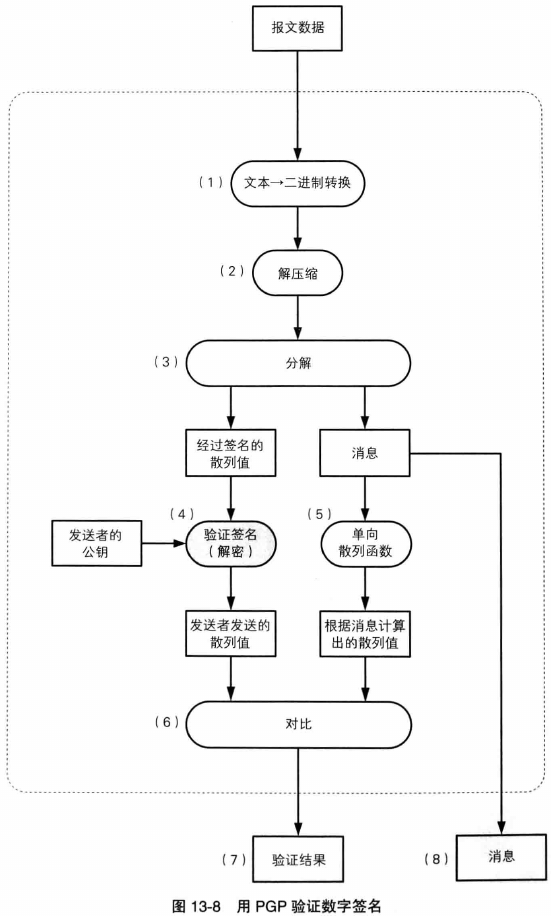 报文数据
(1)
文本→二进制转换
(2)
解压缩
(3)
分解
经过签名的
散列值
消息
(4)
(5)
发送者的
公钥
验证签名
(解密)
单向
散列函数
发送者发送的
散列值
根据消息计算
出的散列值
(6)
对比
(7)
验证结果
(8)
消息
图 13-8 用 PGP 验证数字签名